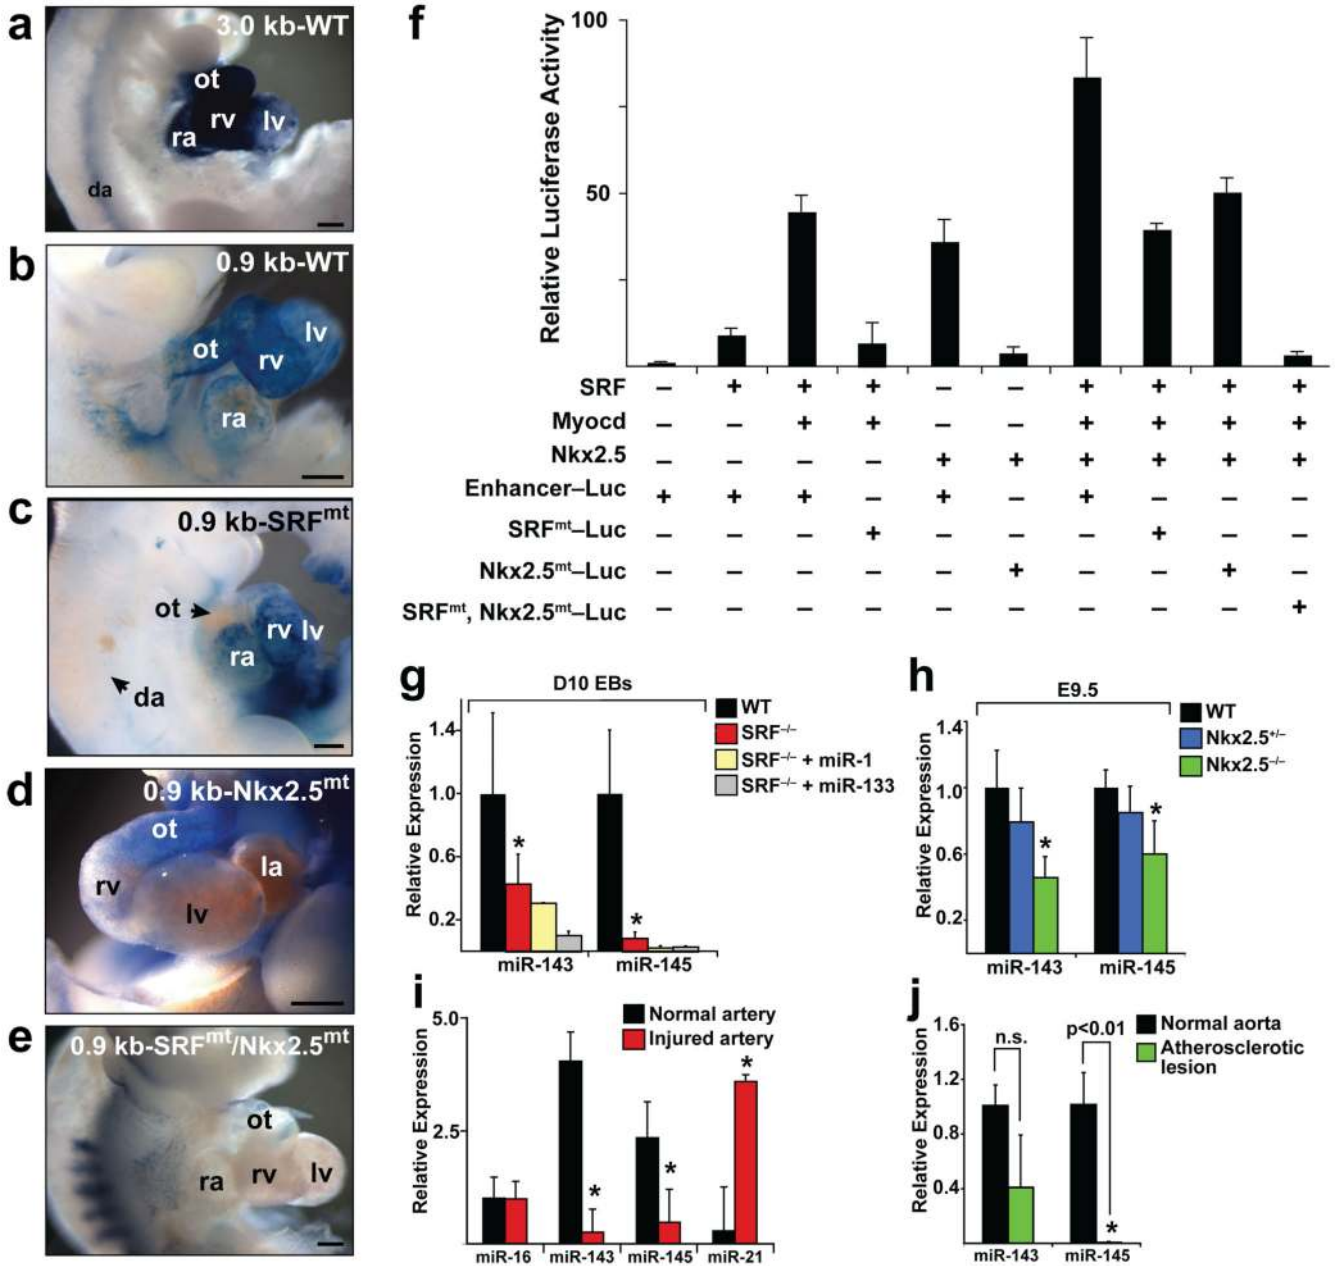 a
3.0 kb-WT
ot
rv
lv
ra
da
b
0.9 kb-WT
lv
ot
rv
ra
c
0.9 kb-SRFmt
ot
rv lv
ra
da
d
0.9 kb-Nkx2.5mt
ot
la
rv
lv
e
0.9 kb-SRFmt/Nkx2.5mt
ot
ra rv lv
f
Relative Luciferase Activity
100
50
SRF – + + + – – + + + +
Myocd – – + + – – + + + +
Nkx2.5 – – – – + + + + + +
Enhancer–Luc + + + – + – + – – –
SRFmt–Luc – – – + – – – + – –
Nkx2.5mt–Luc – – – – – + – – + –
SRFmt, Nkx2.5mt–Luc – – – – – – – – – +
g
D10 EBs
Relative Expression
1.4
1.0
0.6
0.2
* *
WT
SRF–/–
SRF–/– + miR-1
SRF–/– + miR-133
miR-143 miR-145
h
E9.5
Relative Expression
1.4
1.0
0.6
0.2
* *
WT
Nkx2.5+/–
Nkx2.5–/–
miR-143 miR-145
i
Relative Expression
5.0
2.5
Normal artery
Injured artery
* * *
miR-16 miR-143 miR-145 miR-21
j
Relative Expression
1.6
1.2
0.8
0.4
n.s.
p<0.01
*
Normal aorta
Atherosclerotic
lesion
miR-143 miR-145